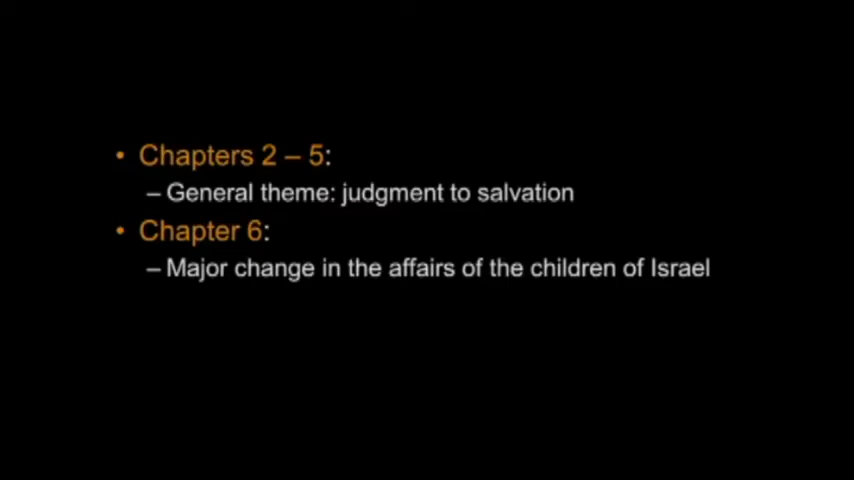 • Chapters 2 – 5:
– General theme: judgment to salvation
• Chapter 6:
– Major change in the affairs of the children of Israel